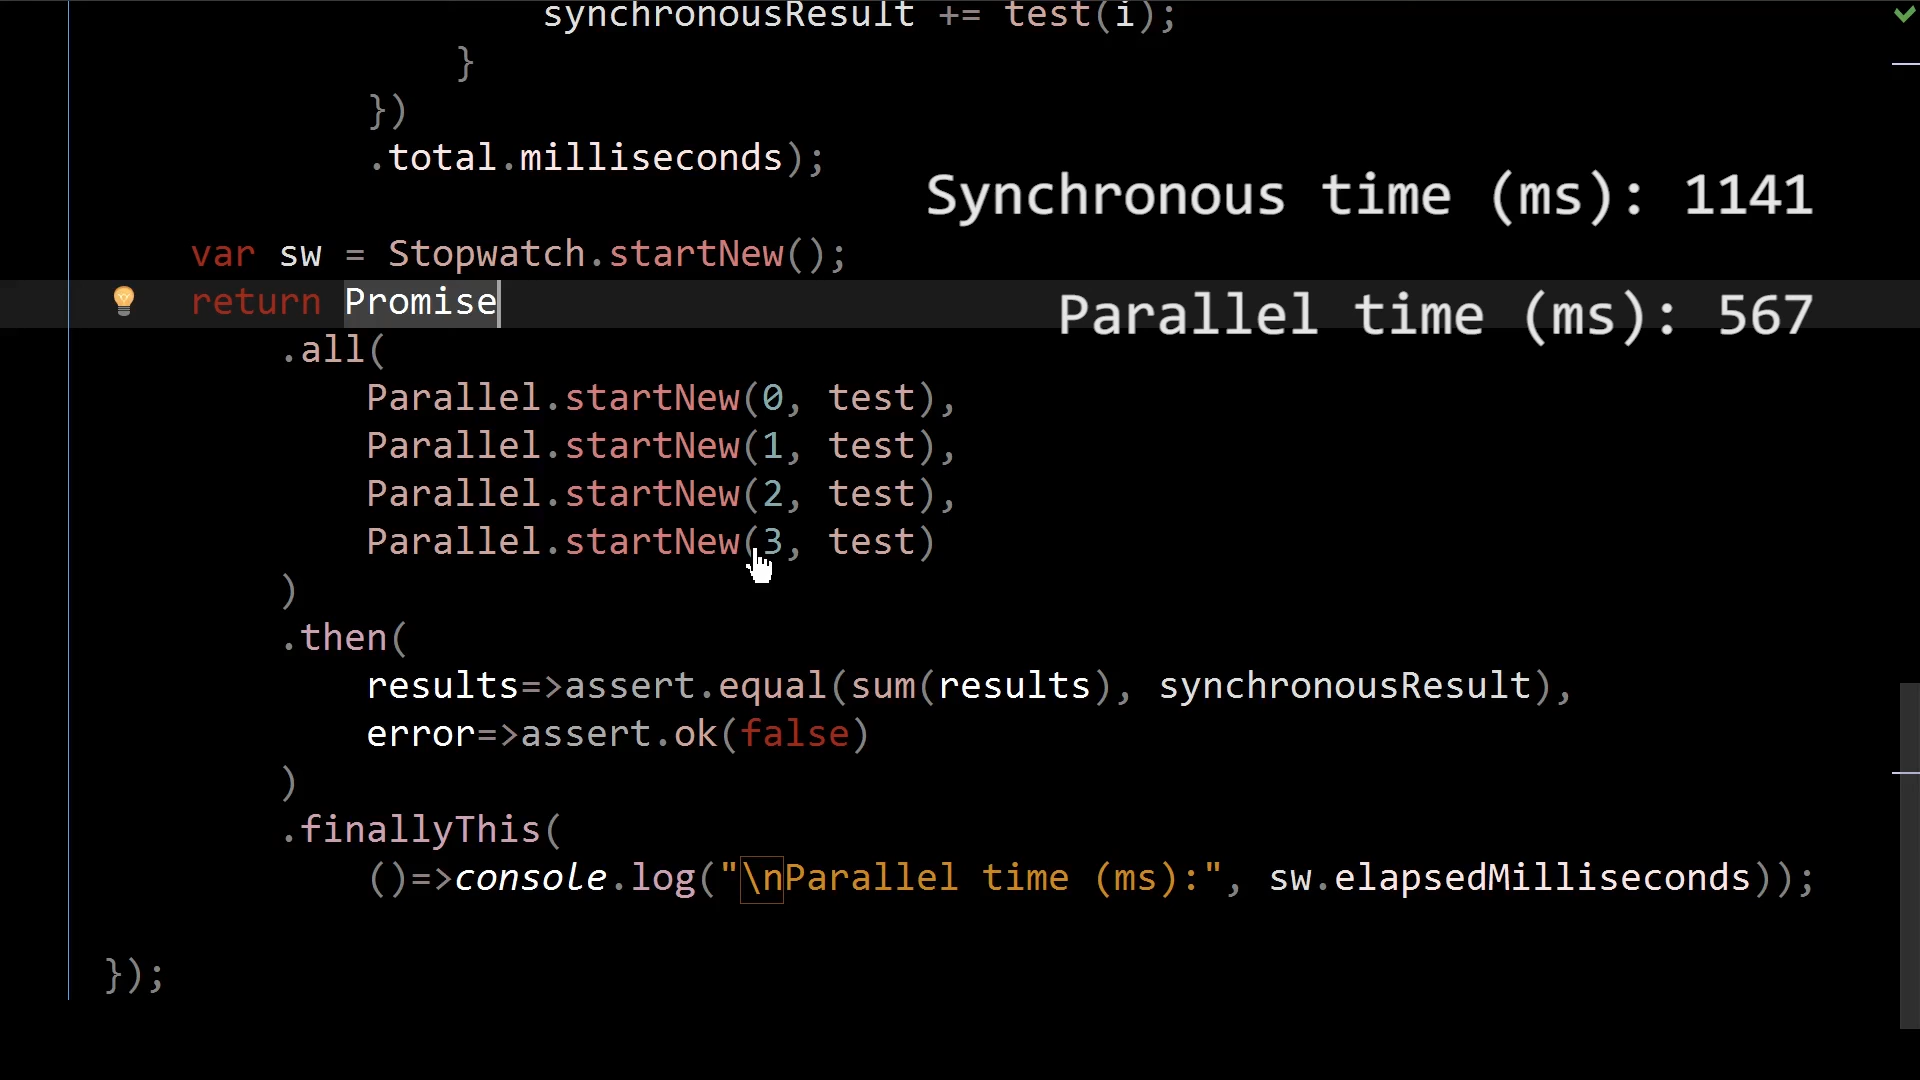 synchronousResult += test(i);
}
})
.total.milliseconds);
Synchronous time (ms): 1141
var sw = Stopwatch.startNew();
return Promise
Parallel time (ms): 567
.all(
Parallel.startNew(0, test),
Parallel.startNew(1, test),
Parallel.startNew(2, test),
Parallel.startNew(3, test)
)
.then(
results=>assert.equal(sum(results), synchronousResult),
error=>assert.ok(false)
)
.finallyThis(
()=>console.log("\nParallel time (ms):", sw.elapsedMilliseconds));
});